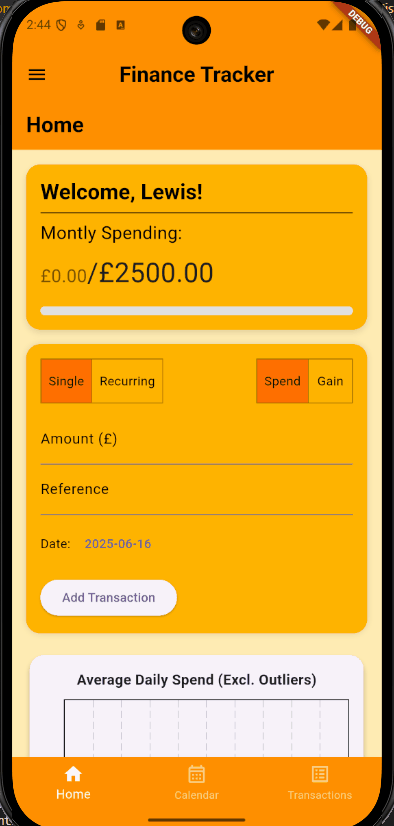 2:44
DEBUG
Finance Tracker
Home
Welcome, Lewis!
Montly Spending:
£0.00/£2500.00
Single Recurring Spend Gain
Amount (£)
Reference
Date: 2025-06-16
Add Transaction
Average Daily Spend (Excl. Outliers)
Home Calendar Transactions